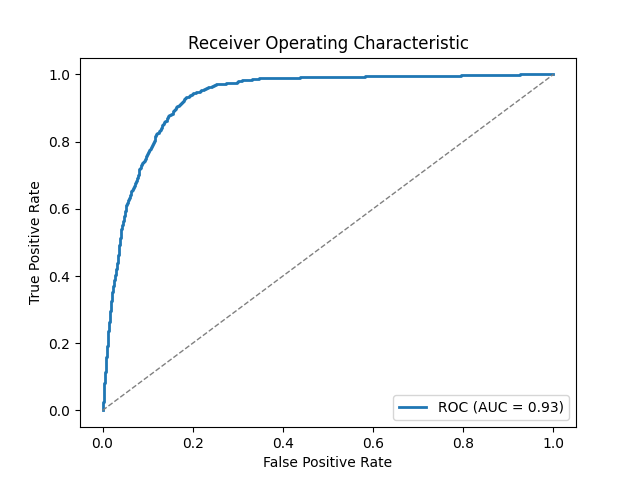 Receiver Operating Characteristic
1.0
0.8
0.6
0.4
0.2
0.0
True Positive Rate
ROC (AUC = 0.93)
0.0 0.2 0.4 0.6 0.8 1.0
False Positive Rate